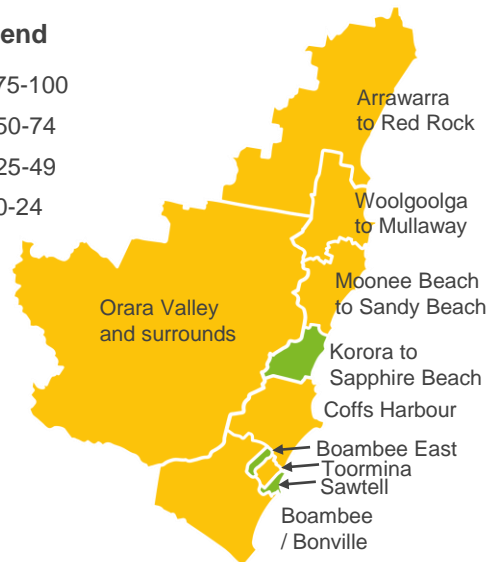 end
75-100
50-74
25-49
0-24
Arrawarra
to Red Rock
Woolgoolga
to Mullaway
Moonee Beach
to Sandy Beach
Orara Valley
and surrounds
Korora to
Sapphire Beach
Coffs Harbour
Boambee East
Toormina
Sawtell
Boambee
/ Bonville